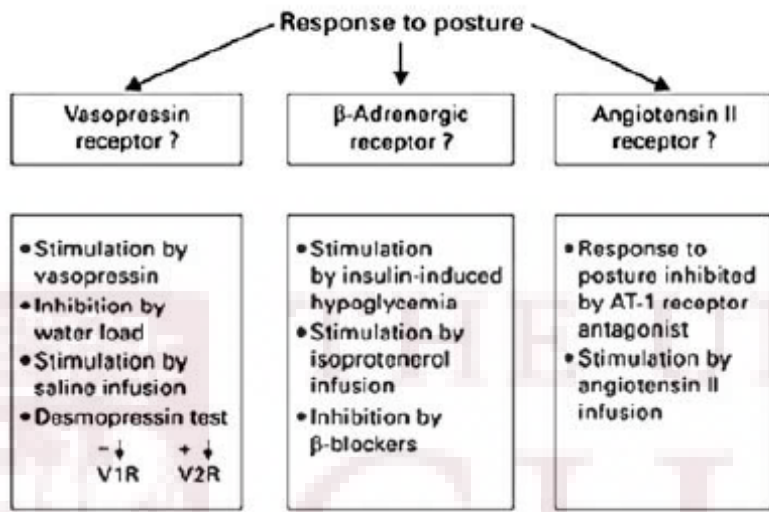 Response to posture
Vasopressin
receptor ?
β-Adrenergic
receptor ?
Angiotensin II
receptor ?
• Stimulation by
vasopressin
• Inhibition by
water load
• Stimulation by
saline infusion
• Desmopressin test
– ↓ + ↓
V1R V2R
• Stimulation
by insulin-induced
hypoglycemia
• Stimulation by
isoprotenerol
infusion
• Inhibition by
β-blockers
• Response to
posture inhibited
by AT-1 receptor
antagonist
• Stimulation by
angiotensin II
infusion
THE U